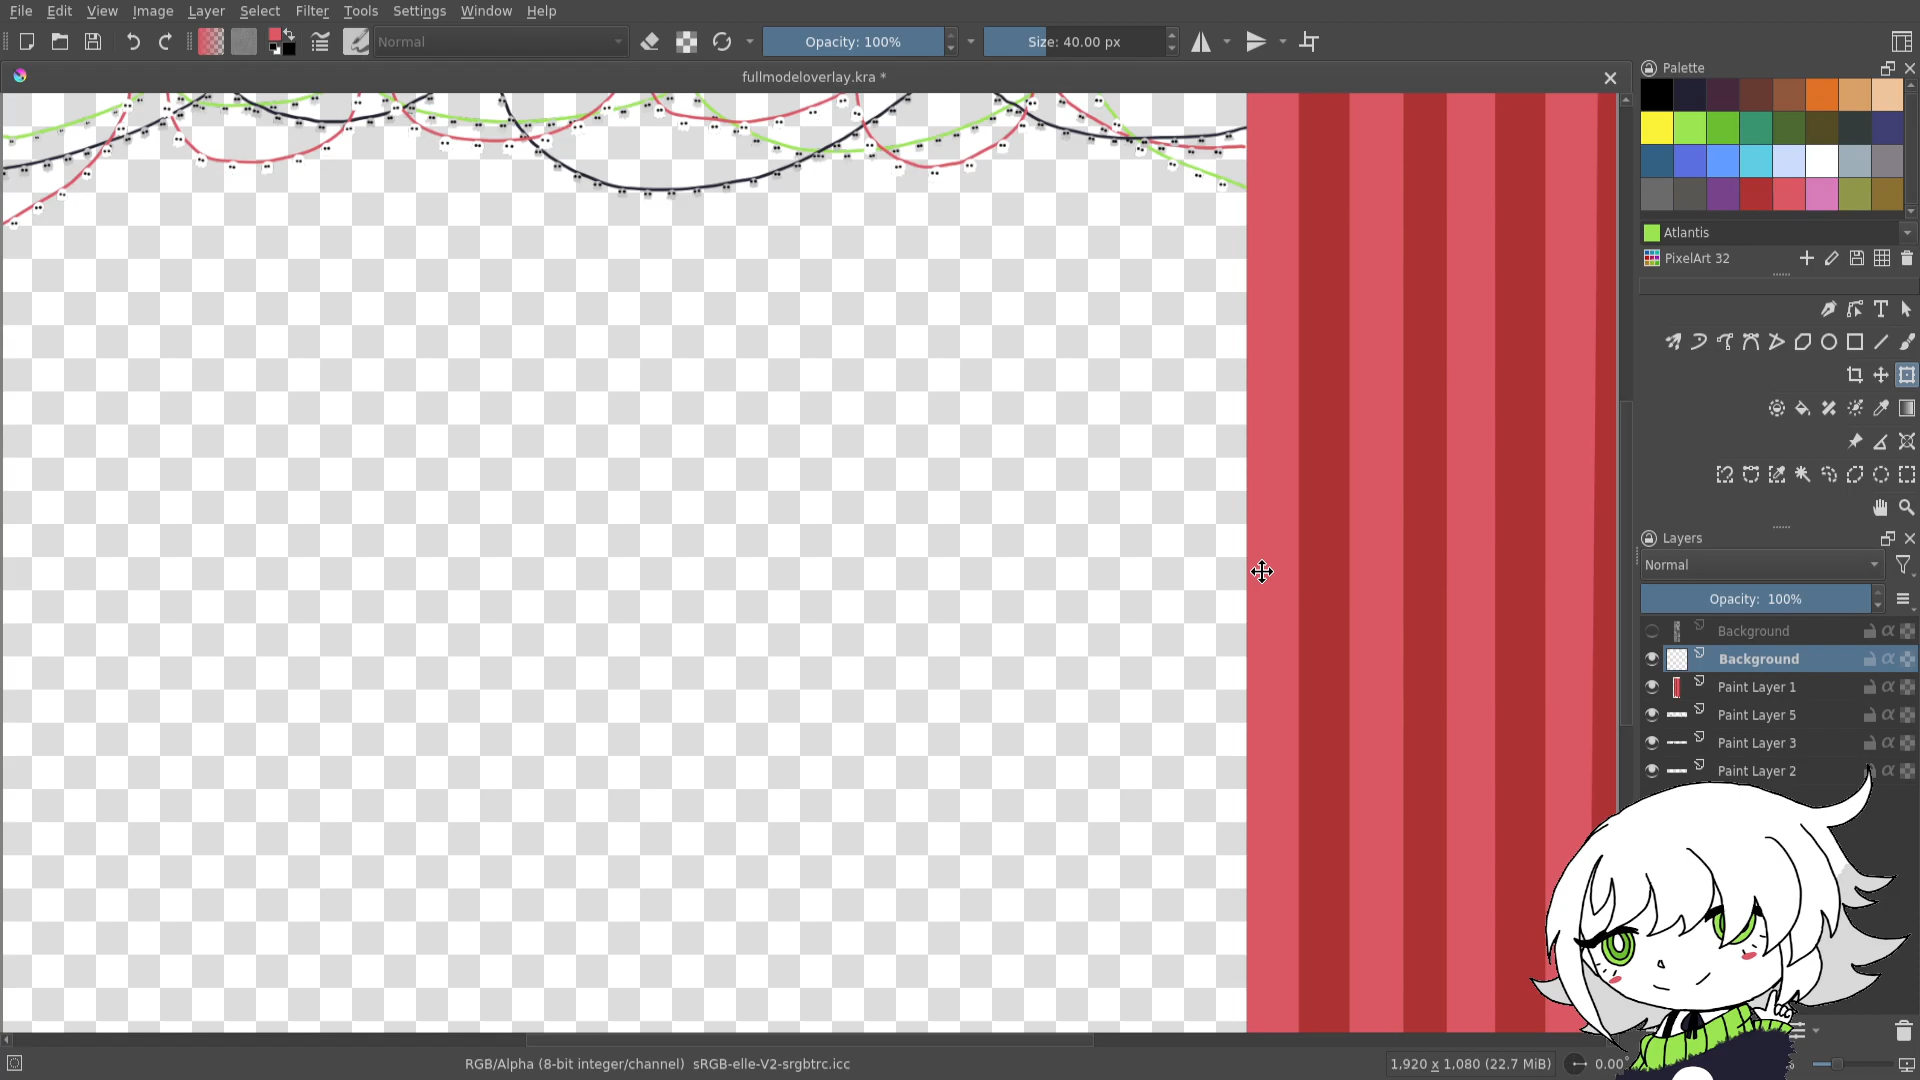 File Edit View Image Layer Select Filter Tools Settings Window Help
Normal
Opacity: 100%
Size: 40.00 px
fullmodeloverlay.kra *
Palette
Atlantis
PixelArt 32
Layers
Normal
Opacity: 100%
Background
Background
Paint Layer 1
Paint Layer 5
Paint Layer 3
Paint Layer 2
RGB/Alpha (8-bit integer/channel) sRGB-elle-V2-srgbtrc.icc
1,920 x 1,080 (22.7 MiB)
0.00